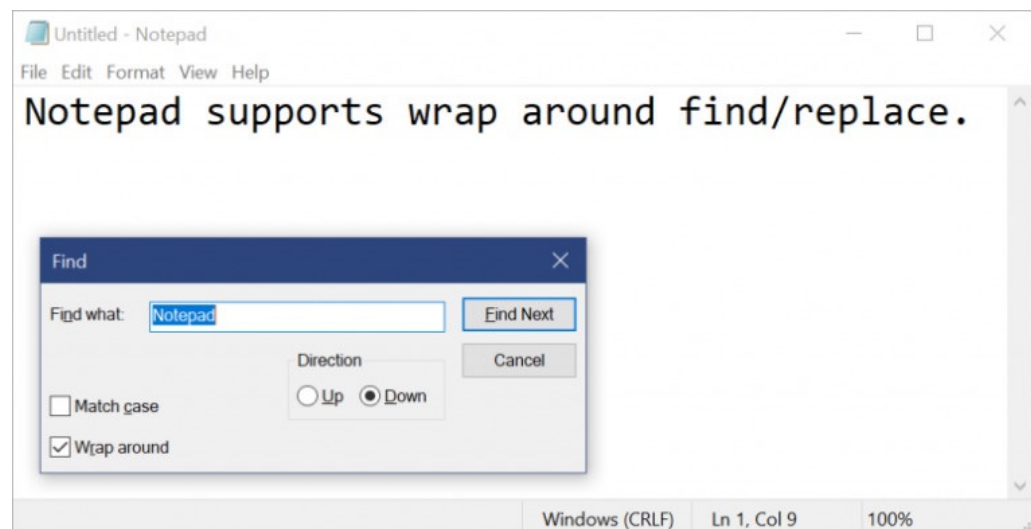 Untitled - Notepad
File Edit Format View Help
Notepad supports wrap around find/replace.
Find
Find what: Notepad Find Next
Direction Cancel
Up Down
Match case
Wrap around
Windows (CRLF) Ln 1, Col 9 100%